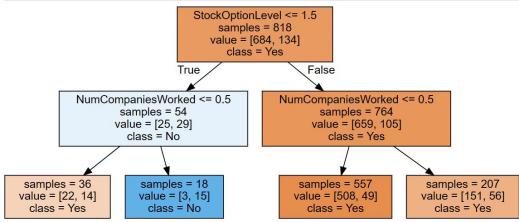 StockOptionLevel <= 1.5
samples = 818
value = [684, 134]
class = Yes
True
False
NumCompaniesWorked <= 0.5
samples = 54
value = [25, 29]
class = No
NumCompaniesWorked <= 0.5
samples = 764
value = [659, 105]
class = Yes
samples = 36
value = [22, 14]
class = Yes
samples = 18
value = [3, 15]
class = No
samples = 557
value = [508, 49]
class = Yes
samples = 207
value = [151, 56]
class = Yes